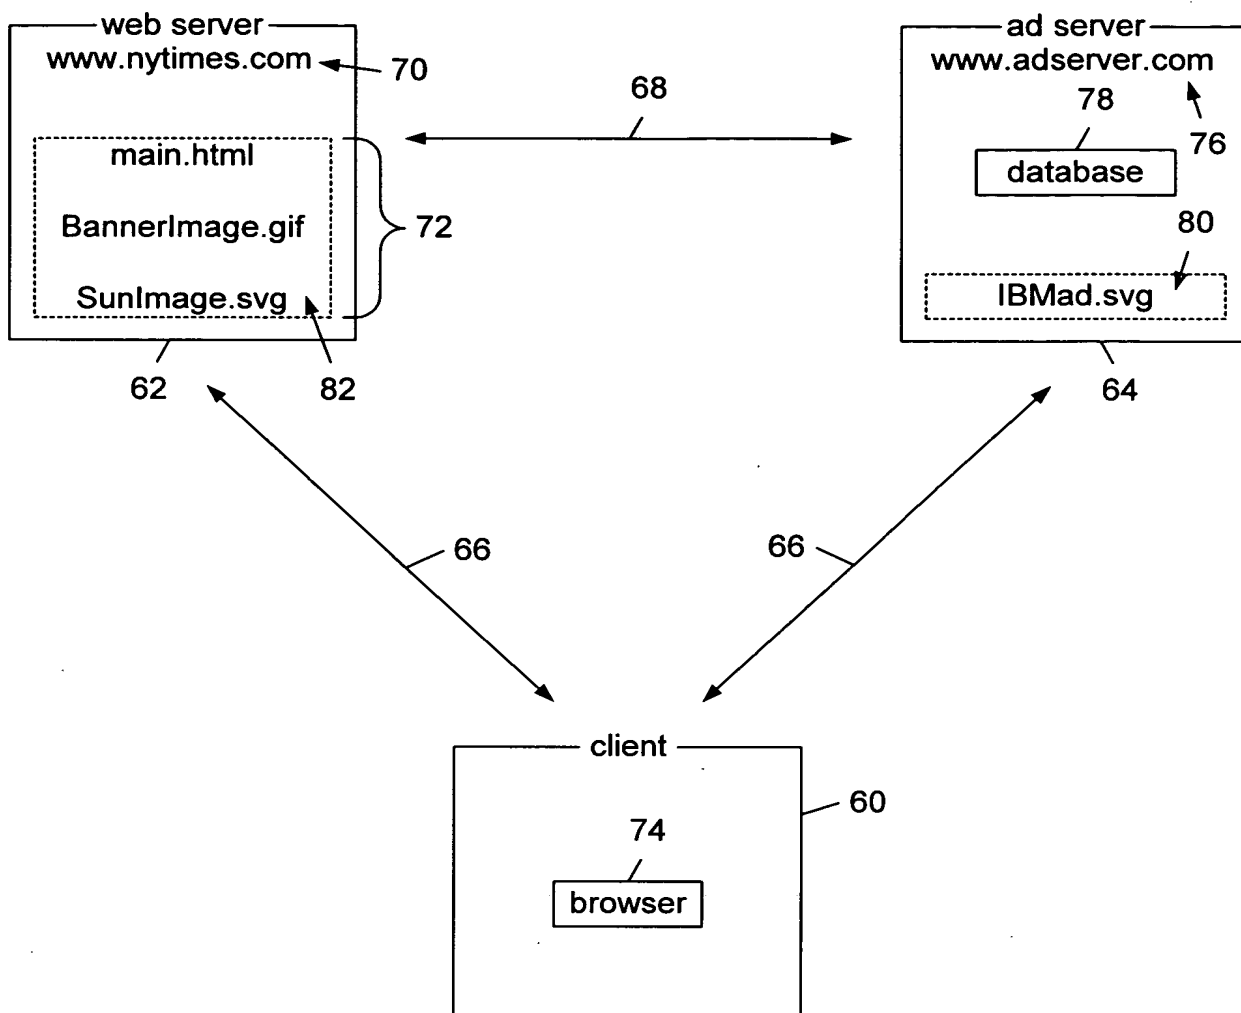 web server
www.nytimes.com
70
main.html
BannerImage.gif
SunImage.svg
72
62
82
68
ad server
www.adserver.com
78
76
database
80
IBMad.svg
64
66
66
client
60
74
browser